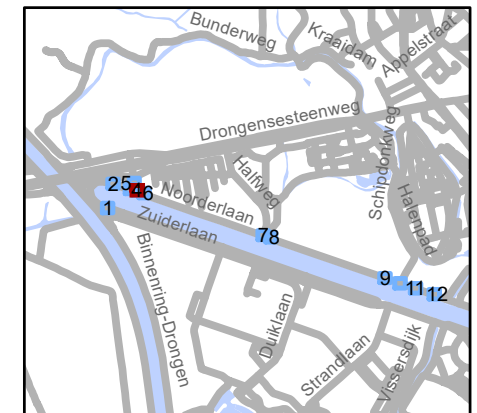 Bunderweg
Kraaidam
Appelstraat
Drongensesteenweg
Schipdonkweg
Halfweg
Halenpad
2 5 4 6
Noorderlaan
1
Zuiderlaan
7 8
Binnenring-Drongen
9 11 12
Duiklaan
Strandlaan
Vissersdijk